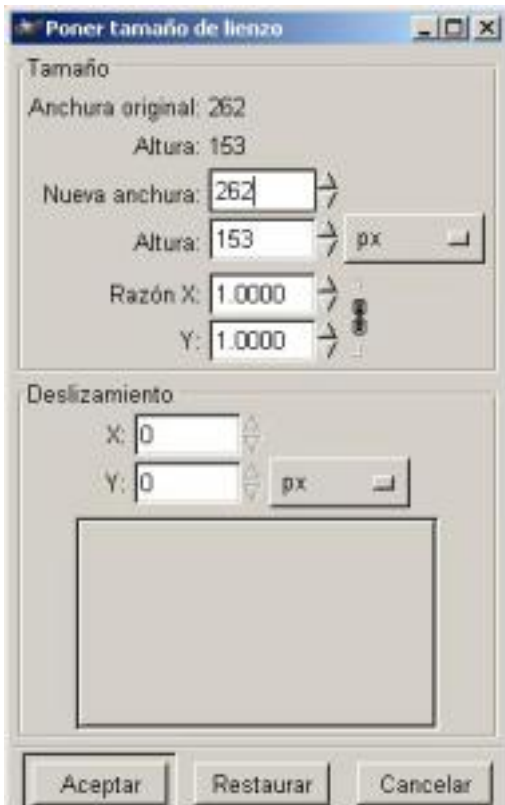 Poner tamaño de lienzo
Tamaño
Anchura original: 262
Altura: 153
Nueva anchura: 262
Altura: 153 px
Razón X: 1.0000
Y: 1.0000
Deslizamiento
X: 0
Y: 0 px
Aceptar Restaurar Cancelar